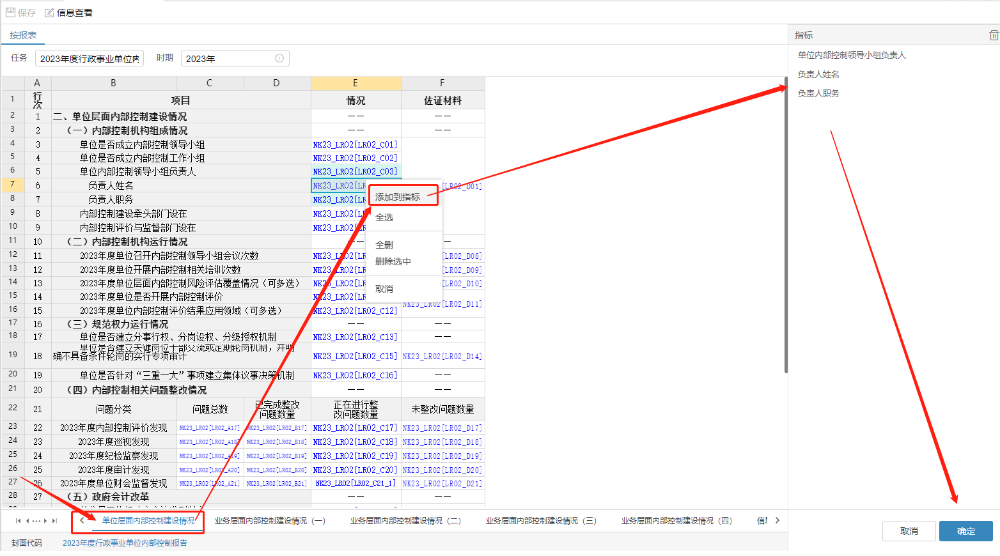 保存 信息查看
按报表
指标
任务 2023年度行政事业单位内 时期 2023年
单位内部控制领导小组负责人
负责人姓名
负责人职务
A B C D E F
1 行次 项目 情况 佐证材料
2 1 二、单位层面内部控制建设情况 —— ——
3 2 （一）内部控制机构组成情况 —— ——
4 3 单位是否成立内部控制领导小组 NK23_LR02[LR02_C01]
5 4 单位是否成立内部控制工作小组 NK23_LR02[LR02_C02]
6 5 单位内部控制领导小组负责人 NK23_LR02[LR02_C03]
7 6 负责人姓名 NK23_LR02[LR [LR02_D01]
8 7 负责人职务 NK23_LR02[LR
9 8 内部控制建设牵头部门设在 NK23_LR02[LR
10 9 内部控制评价与监督部门设在 NK23_LR02[LR
11 10 （二）内部控制机构运行情况 —— —
12 11 2023年度单位召开内部控制领导小组会议次数 NK23_LR02[LR [LR02_D08]
13 12 2023年度单位开展内部控制相关培训次数 NK23_LR02[LR [LR02_D09]
14 13 2023年度单位层面内部控制风险评估覆盖情况（可多选） NK23_LR02[LR [LR02_D10]
15 14 2023年度单位是否开展内部控制评价 NK23_LR02[LR NK23_LR02[LR02_D11]
16 15 2023年度单位内部控制评价结果应用领域（可多选） NK23_LR02[LR02_C12]
17 16 （三）规范权力运行情况 —— ——
18 17 单位是否建立分事行权、分岗设权、分级授权机制 NK23_LR02[LR02_C13] ——
19 18 单位是否建立关键岗位干部交流或定期轮岗机制，并明
确不具备条件轮岗的实行专项审计 NK23_LR02[LR02_C15] NK23_LR02[LR02_D14]
20 19 单位是否针对“三重一大”事项建立集体议事决策机制 NK23_LR02[LR02_C16] ——
21 20 （四）内部控制相关问题整改情况 —— ——
22 21 问题分类 问题总数 已完成整改问题数量 正在进行整改问题数量 未整改问题数量
23 22 2023年度内部控制评价发现 NK23_LR02[LR02_A17] NK23_LR02[LR02_B17] NK23_LR02[LR02_C17] NK23_LR02[LR02_D17]
24 23 2023年度巡视发现 NK23_LR02[LR02_A18] NK23_LR02[LR02_B18] NK23_LR02[LR02_C18] NK23_LR02[LR02_D18]
25 24 2023年度纪检监察发现 NK23_LR02[LR02_A19] NK23_LR02[LR02_B19] NK23_LR02[LR02_C19] NK23_LR02[LR02_D19]
26 25 2023年度审计发现 NK23_LR02[LR02_A20] NK23_LR02[LR02_B20] NK23_LR02[LR02_C20] NK23_LR02[LR02_D20]
27 26 2023年度单位财会监督发现 NK23_LR02[LR02_A21] NK23_LR02[LR02_B21] NK23_LR02[LR02_C21_1] NK23_LR02[LR02_D21]
28 27 （五）政府会计改革 —— ——
添加到指标
全选
全删
删除选中
取消
单位层面内部控制建设情况 业务层面内部控制建设情况（一） 业务层面内部控制建设情况（二） 业务层面内部控制建设情况（三） 业务层面内部控制建设情况（四） 信息
封面代码 2023年度行政事业单位内部控制报告
取消 确定